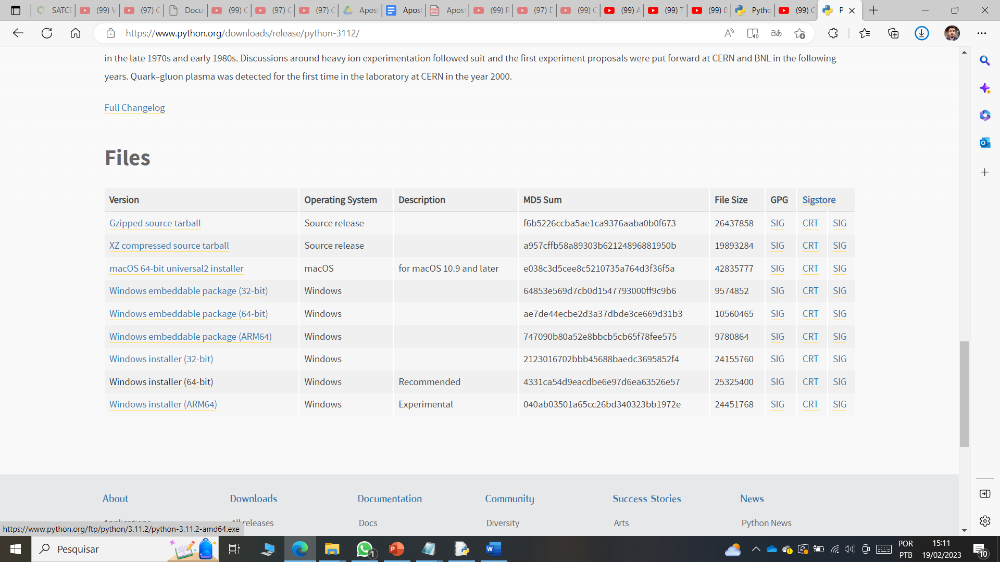 SATCE
(99) V
(97) C
Docu
(99) C
(97) C
(97) C
Apost
Apost
Apost
(99) R
(97) D
(99) C
(99) A
(99) T
(99) 0
Pytho
(99) C
P
https://www.python.org/downloads/release/python-3112/
in the late 1970s and early 1980s. Discussions around heavy ion experimentation followed suit and the first experiment proposals were put forward at CERN and BNL in the following
years. Quark–gluon plasma was detected for the first time in the laboratory at CERN in the year 2000.
Full Changelog
Files
Version Operating System Description MD5 Sum File Size GPG Sigstore
Gzipped source tarball Source release f6b5226ccba5ae1ca9376aaba0b0f673 26437858 SIG CRT SIG
XZ compressed source tarball Source release a957cffb58a89303b62124896881950b 19893284 SIG CRT SIG
macOS 64-bit universal2 installer macOS for macOS 10.9 and later e038c3d5cee8c5210735a764d3f36f5a 42835777 SIG CRT SIG
Windows embeddable package (32-bit) Windows 64853e569d7cb0d1547793000ff9c9b6 9574852 SIG CRT SIG
Windows embeddable package (64-bit) Windows ae7de44ecbe2d3a37dbde3ce669d31b3 10560465 SIG CRT SIG
Windows embeddable package (ARM64) Windows 747090b80a52e8bbcb5cb65f78fee575 9780864 SIG CRT SIG
Windows installer (32-bit) Windows 2123016702bbb45688baedc3695852f4 24155760 SIG CRT SIG
Windows installer (64-bit) Windows Recommended 4331ca54d9eacdbe6e97d6ea63526e57 25325400 SIG CRT SIG
Windows installer (ARM64) Windows Experimental 040ab03501a65cc26bd340323bb1972e 24451768 SIG CRT SIG
About Downloads Documentation Community Success Stories News
Applications All releases Docs Diversity Arts Python News
https://www.python.org/ftp/python/3.11.2/python-3.11.2-amd64.exe
Pesquisar
1
POR
PTB
15:11
19/02/2023
10